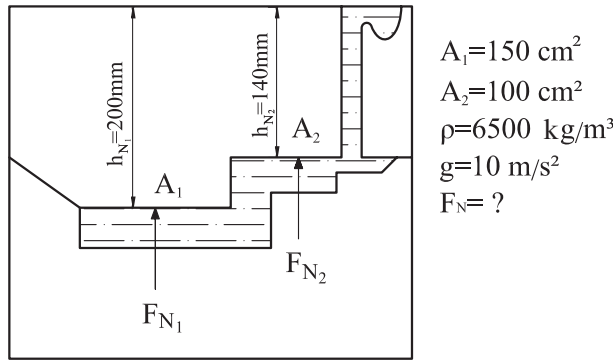 h_N₁=200mm
h_N₂=140mm
A₁
A₂
F_N₁
F_N₂
A₁=150 cm²
A₂=100 cm²
ρ=6500 kg/m³
g=10 m/s²
F_N= ?